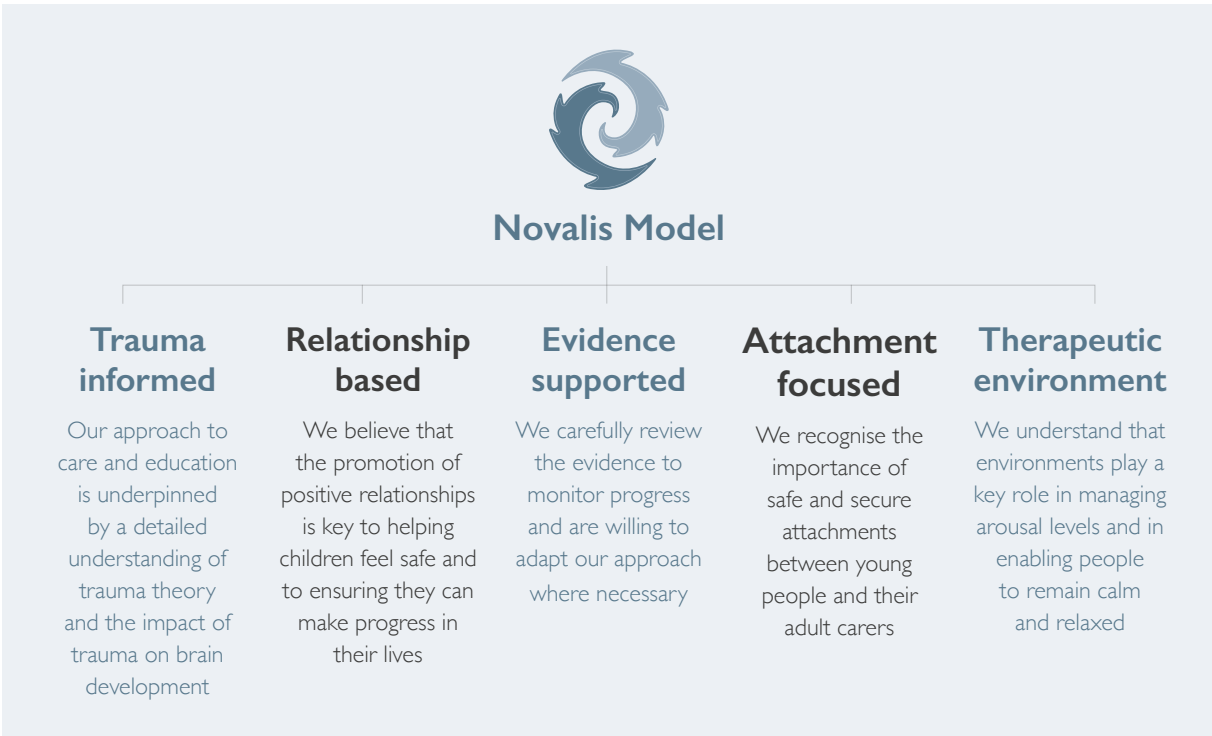 Novalis Model
Trauma
informed
Our approach to
care and education
is underpinned
by a detailed
understanding of
trauma theory
and the impact of
trauma on brain
development
Relationship
based
We believe that
the promotion of
positive relationships
is key to helping
children feel safe and
to ensuring they can
make progress in
their lives
Evidence
supported
We carefully review
the evidence to
monitor progress
and are willing to
adapt our approach
where necessary
Attachment
focused
We recognise the
importance of
safe and secure
attachments
between young
people and their
adult carers
Therapeutic
environment
We understand that
environments play a
key role in managing
arousal levels and in
enabling people
to remain calm
and relaxed